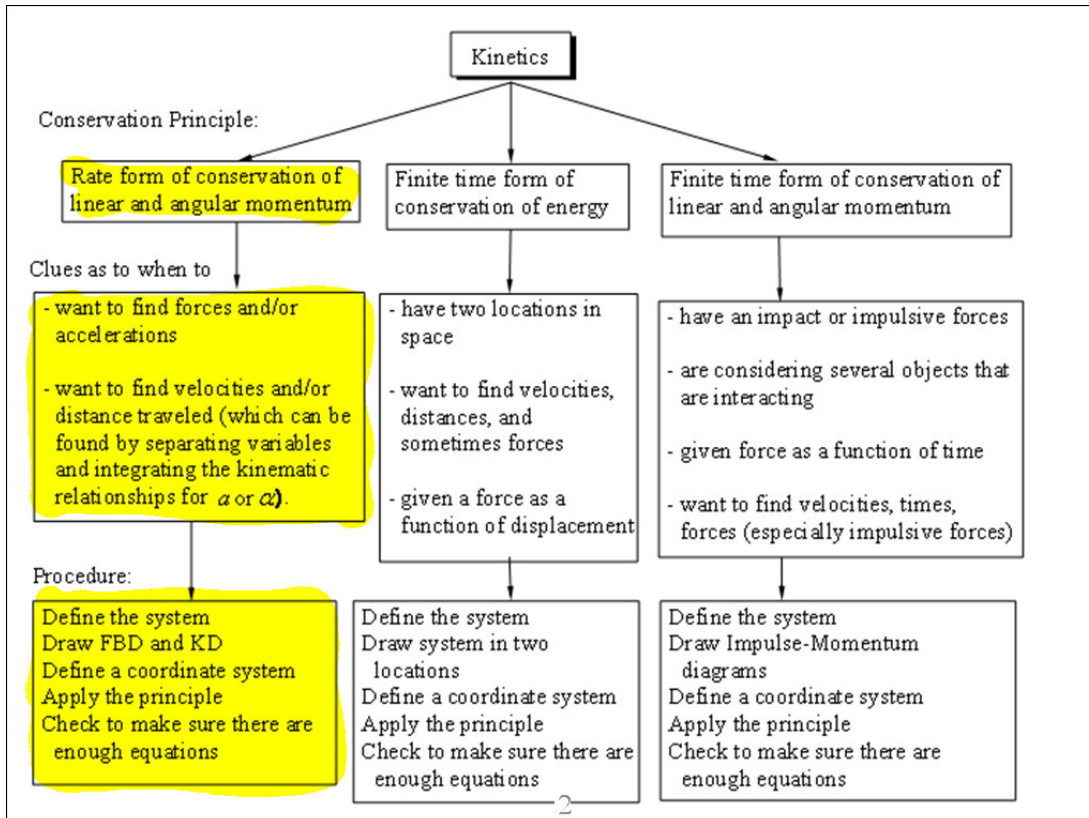 Kinetics
Conservation Principle:
Rate form of conservation of
linear and angular momentum
Finite time form of
conservation of energy
Finite time form of conservation of
linear and angular momentum
Clues as to when to
- want to find forces and/or
accelerations
- want to find velocities and/or
distance traveled (which can be
found by separating variables
and integrating the kinematic
relationships for a or α).
- have two locations in
space
- want to find velocities,
distances, and
sometimes forces
- given a force as a
function of displacement
- have an impact or impulsive forces
- are considering several objects that
are interacting
- given force as a function of time
- want to find velocities, times,
forces (especially impulsive forces)
Procedure:
Define the system
Draw FBD and KD
Define a coordinate system
Apply the principle
Check to make sure there are
enough equations
Define the system
Draw system in two
locations
Define a coordinate system
Apply the principle
Check to make sure there are
enough equations
Define the system
Draw Impulse-Momentum
diagrams
Define a coordinate system
Apply the principle
Check to make sure there are
enough equations
2